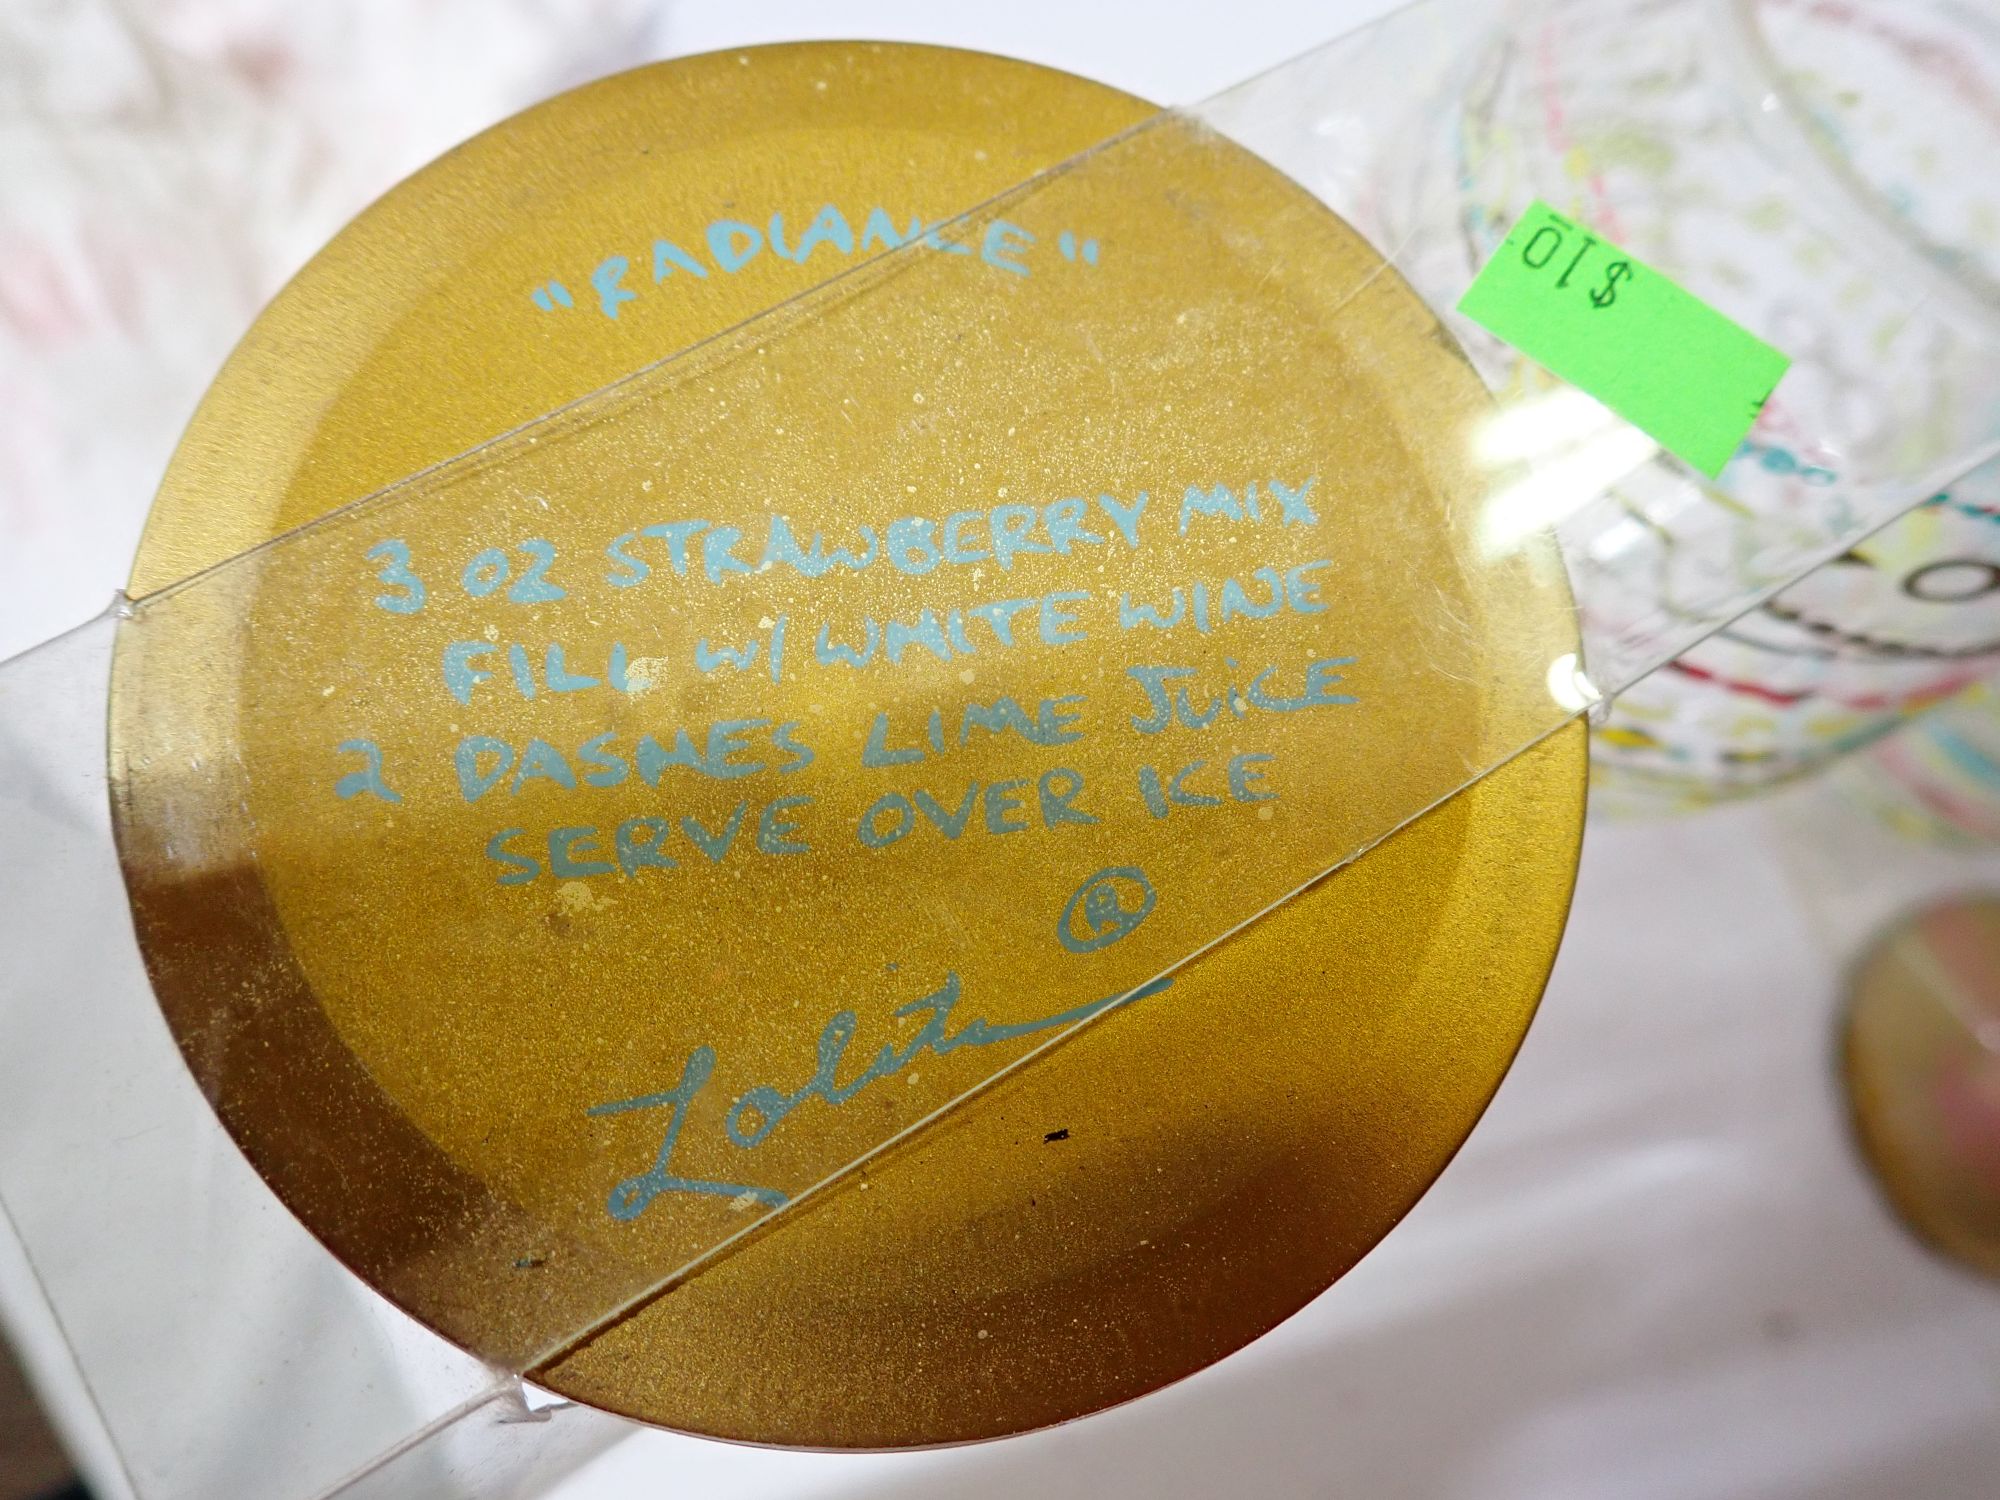 "RADIANCE"
3 OZ STRAWBERRY MIX
FILL W/ WHITE WINE
2 DASHES LIME JUICE
SERVE OVER ICE
®
Lolita
$10